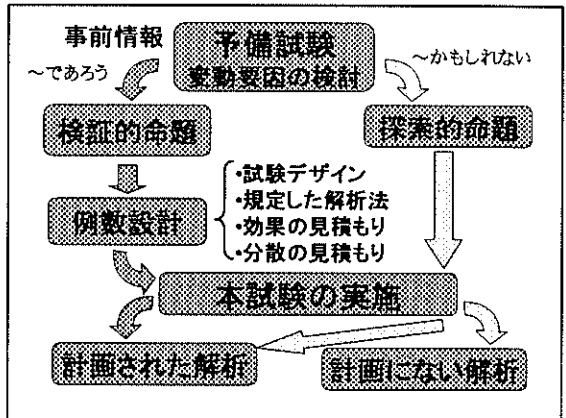 事前情報
予備試験
変動要因の検討
～であろう
～かもしれない
検証的命題
探索的命題
例数設計
・試験デザイン
・規定した解析法
・効果の見積もり
・分散の見積もり
本試験の実施
計画された解析
計画にない解析